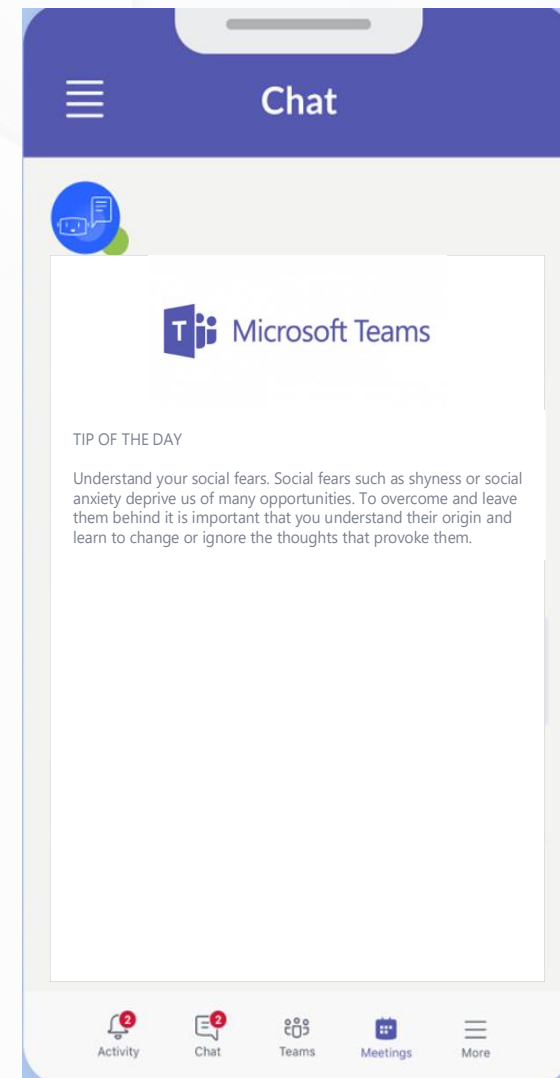 Chat
T Microsoft Teams
TIP OF THE DAY
Understand your social fears. Social fears such as shyness or social
anxiety deprive us of many opportunities. To overcome and leave
them behind it is important that you understand their origin and
learn to change or ignore the thoughts that provoke them.
2 2
Activity Chat Teams Meetings More